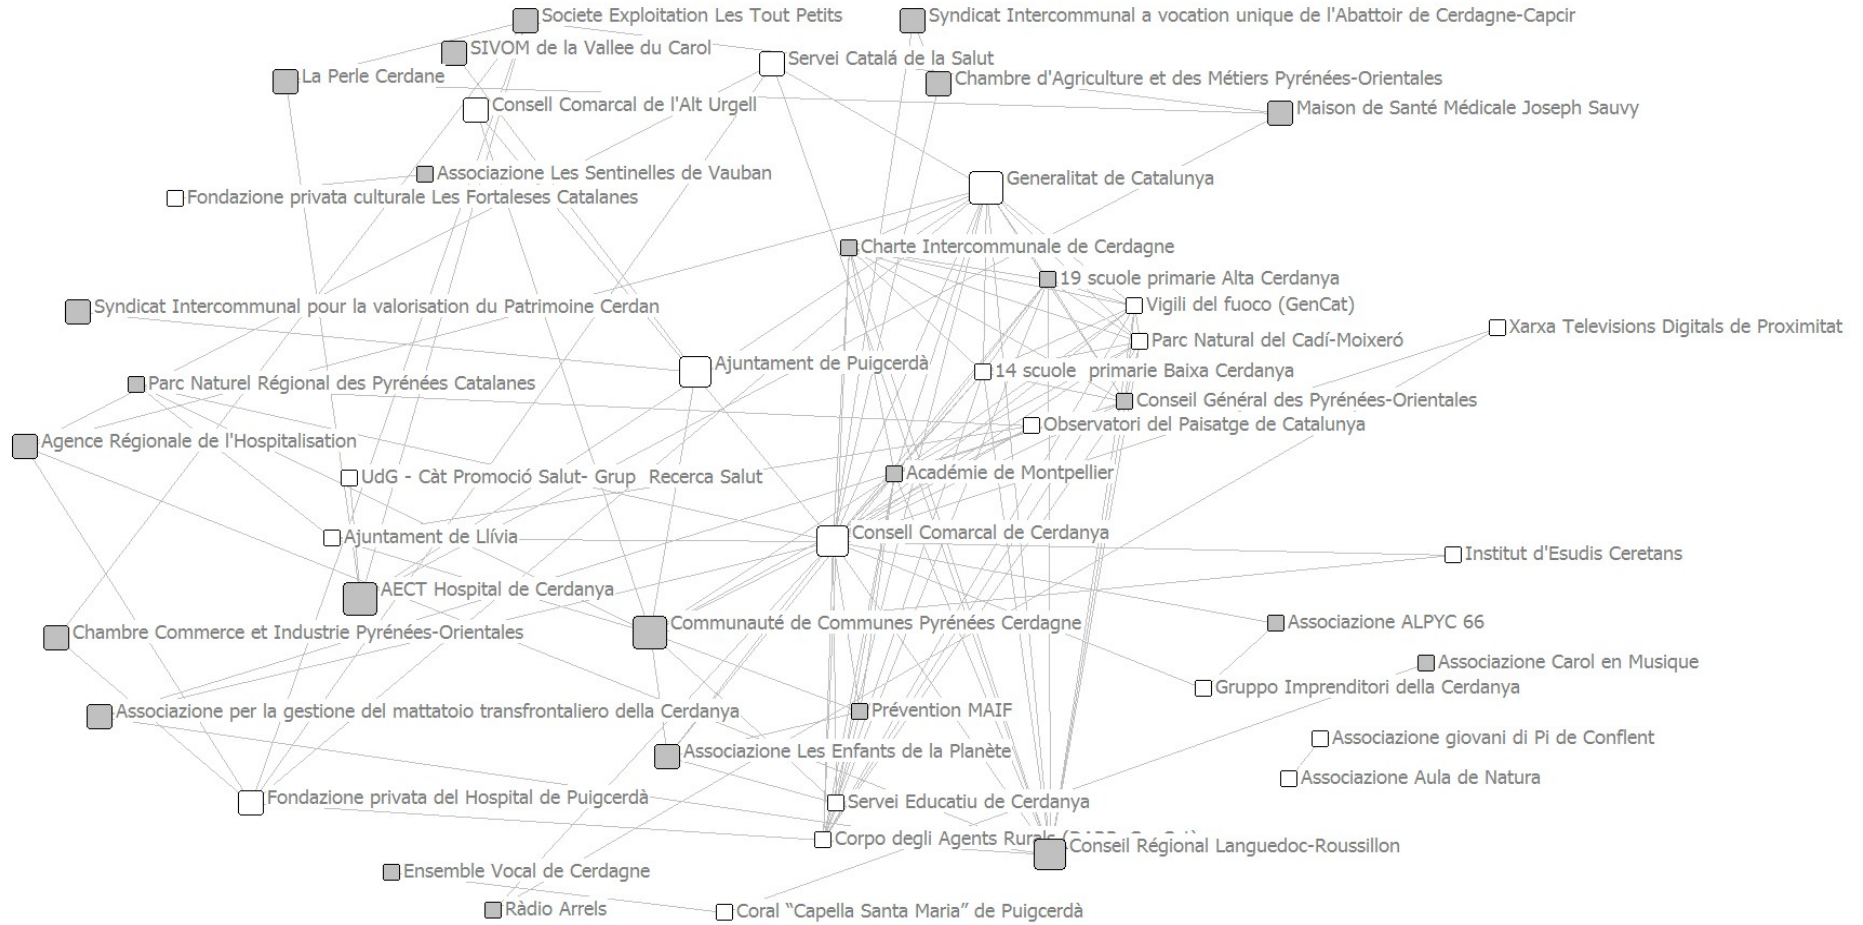 Societe Exploitation Les Tout Petits
Syndicat Intercommunal a vocation unique de l'Abattoir de Cerdagne-Capcir
SIVOM de la Vallee du Carol
Servei Catalá de la Salut
La Perle Cerdane
Chambre d'Agriculture et des Métiers Pyrénées-Orientales
Consell Comarcal de l'Alt Urgell
Maison de Santé Médicale Joseph Sauvy
Associazione Les Sentinelles de Vauban
Generalitat de Catalunya
Fondazione privata culturale Les Fortaleses Catalanes
Charte Intercommunale de Cerdagne
19 scuole primarie Alta Cerdanya
Syndicat Intercommunal pour la valorisation du Patrimoine Cerdan
Vigili del fuoco (GenCat)
Xarxa Televisions Digitals de Proximitat
Parc Natural del Cadí-Moixeró
Ajuntament de Puigcerdà
14 scuole primarie Baixa Cerdanya
Parc Naturel Régional des Pyrénées Catalanes
Conseil Général des Pyrénées-Orientales
Observatori del Paisatge de Catalunya
Agence Régionale de l'Hospitalisation
Académie de Montpellier
UdG - Càt Promoció Salut- Grup Recerca Salut
Consell Comarcal de Cerdanya
Ajuntament de Llívia
Institut d'Esudis Ceretans
AECT Hospital de Cerdanya
Communauté de Communes Pyrénées Cerdagne
Associazione ALPYC 66
Chambre Commerce et Industrie Pyrénées-Orientales
Associazione Carol en Musique
Gruppo Imprenditori della Cerdanya
Associazione per la gestione del mattatoio transfrontaliero della Cerdanya
Prévention MAIF
Associazione giovani di Pi de Conflent
Associazione Les Enfants de la Planète
Associazione Aula de Natura
Fondazione privata del Hospital de Puigcerdà
Servei Educatiu de Cerdanya
Corpo degli Agents Rurals
Conseil Régional Languedoc-Roussillon
Ensemble Vocal de Cerdagne
Ràdio Arrels
Coral “Capella Santa Maria” de Puigcerdà